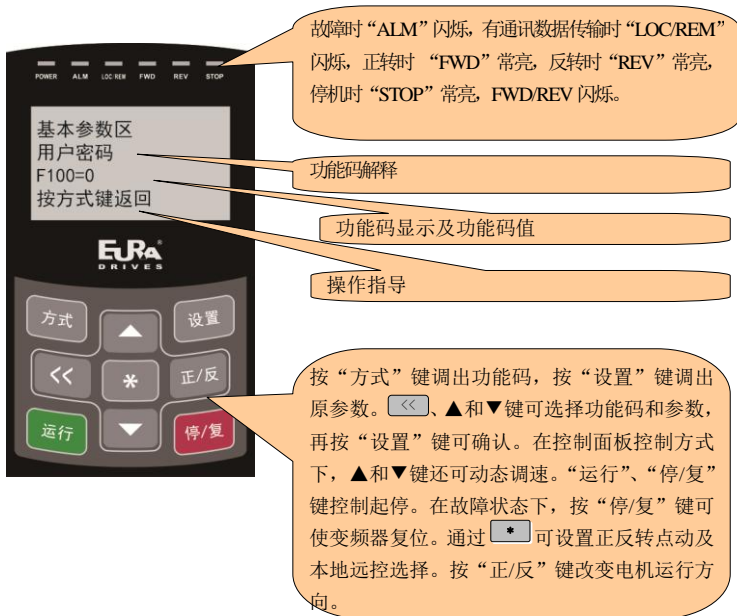 故障时“ALM”闪烁，有通讯数据传输时“LOC/REM”
闪烁，正转时 “FWD”常亮，反转时“REV”常亮，
停机时“STOP”常亮，FWD/REV 闪烁。
POWER ALM LOC/REM FWD REV STOP
基本参数区
用户密码
F100=0
按方式键返回
功能码解释
功能码显示及功能码值
操作指导
EURA®
DRIVES
方式 ▲ 设置
<< * 正/反
运行 ▼ 停/复
按“方式”键调出功能码，按“设置”键调出
原参数。<<、▲和▼键可选择功能码和参数，
再按“设置”键可确认。在控制面板控制方式
下，▲和▼键还可动态调速。“运行”、“停/复”
键控制起停。在故障状态下，按“停/复”键可
使变频器复位。通过 * 可设置正反转点动及
本地远控选择。按“正/反”键改变电机运行方
向。